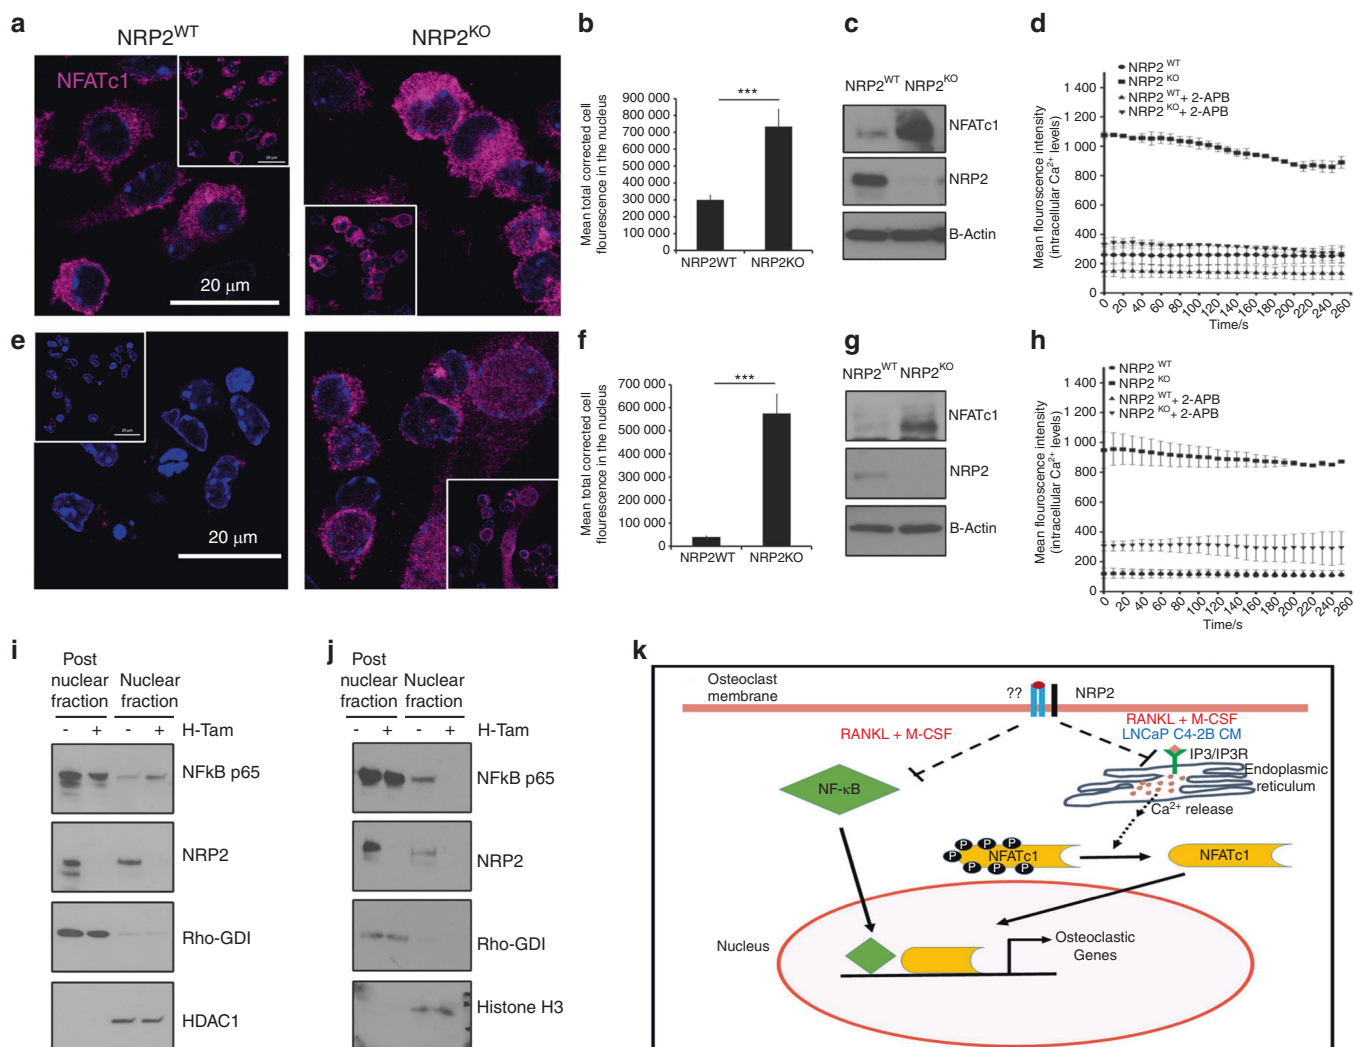 a
NRP2WT
NRP2KO
NFATc1
20 μm
20 μm
b
Mean total corrected cell
flourescence in the nucleus
900 000
800 000
700 000
600 000
500 000
400 000
300 000
200 000
100 000
0
***
NRP2WT
NRP2KO
c
NRP2WT NRP2KO
NFATc1
NRP2
B-Actin
d
NRP2 WT
NRP2 KO
NRP2 WT+ 2-APB
NRP2 KO+ 2-APB
Mean flouroscence intensity
(intracellular Ca2+ levels)
1 400
1 200
1 000
800
600
400
200
0
0 20 40 60 80 100 120 140 160 180 200 220 240 260
Time/s
e
20 μm
20 μm
f
Mean total corrected cell
flourescence in the nucleus
700 000
600 000
500 000
400 000
300 000
200 000
100 000
0
***
NRP2WT
NRP2KO
g
NRP2WT NRP2KO
NFATc1
NRP2
B-Actin
h
NRP2 WT
NRP2 KO
NRP2 WT+ 2-APB
NRP2 KO+ 2-APB
Mean flouroscence intensity
(intracellular Ca2+ levels)
1 400
1 200
1 000
800
600
400
200
0
0 20 40 60 80 100 120 140 160 180 200 220 240 260
Time/s
i
Post
nuclear
fraction
Nuclear
fraction
- + - + H-Tam
NFkB p65
NRP2
Rho-GDI
HDAC1
j
Post
nuclear
fraction
Nuclear
fraction
- + - + H-Tam
NFkB p65
NRP2
Rho-GDI
Histone H3
k
Osteoclast
membrane
??
NRP2
RANKL + M-CSF
RANKL + M-CSF
LNCaP C4-2B CM
IP3/IP3R
Endoplasmic
reticulum
NF-κB
Ca2+ release
P P P P P P P
NFATc1
NFATc1
Nucleus
Osteoclastic
Genes